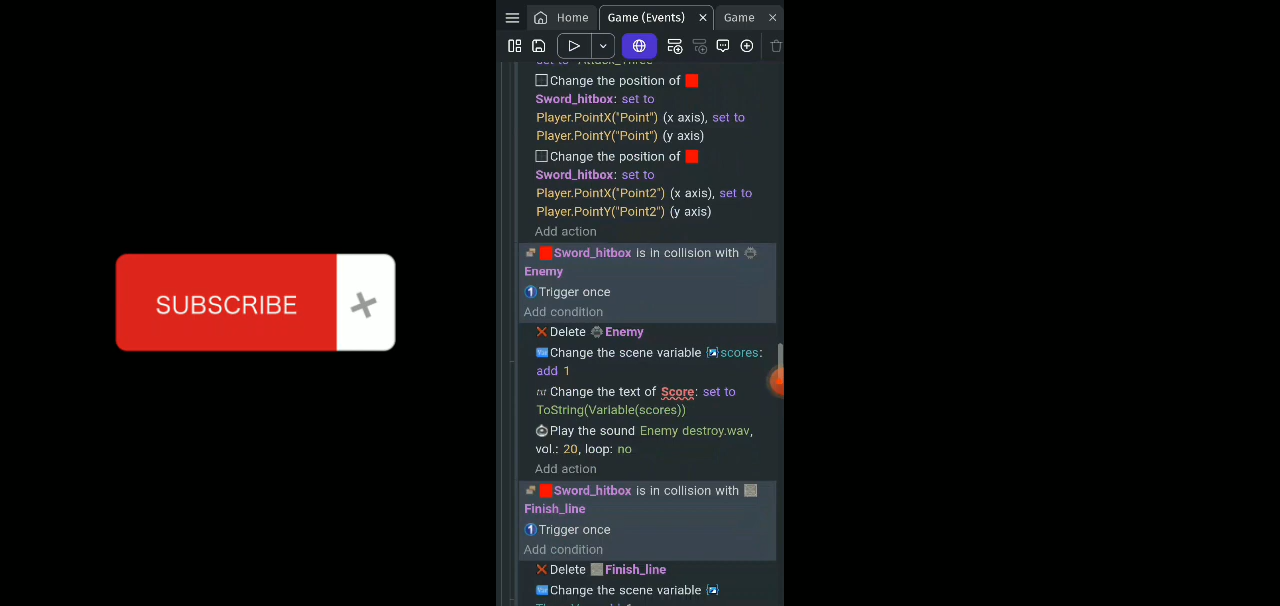 Home
Game (Events)
Game
Change the position of
Sword_hitbox: set to
Player.PointX("Point") (x axis), set to
Player.PointY("Point") (y axis)
Change the position of
Sword_hitbox: set to
Player.PointX("Point2") (x axis), set to
Player.PointY("Point2") (y axis)
Add action
Sword_hitbox is in collision with
Enemy
Trigger once
Add condition
Delete Enemy
Change the scene variable scores:
add 1
Change the text of Score: set to
ToString(Variable(scores))
Play the sound Enemy destroy.wav,
vol.: 20, loop: no
Add action
Sword_hitbox is in collision with
Finish_line
Trigger once
Add condition
Delete Finish_line
Change the scene variable
SUBSCRIBE